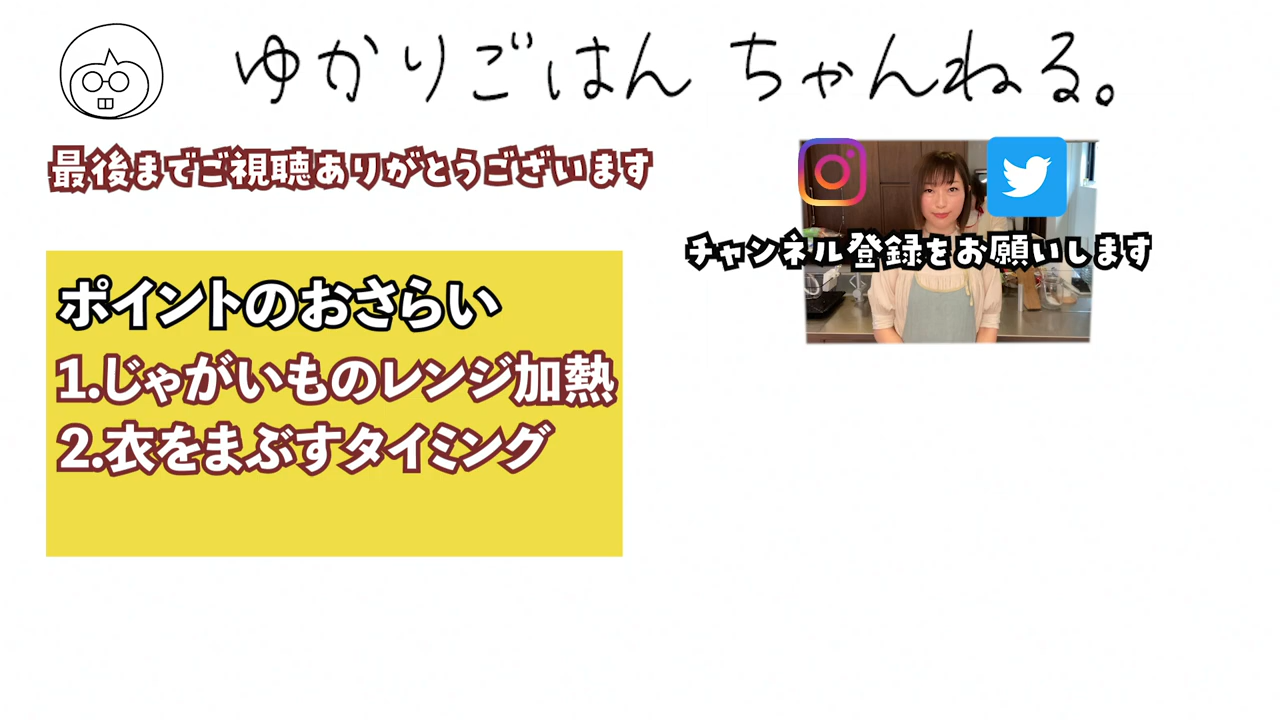 ゆかりごはん ちゃんねる。
最後までご視聴ありがとうございます
チャンネル登録をお願いします
ポイントのおさらい
1.じゃがいものレンジ加熱
2.衣をまぶすタイミング